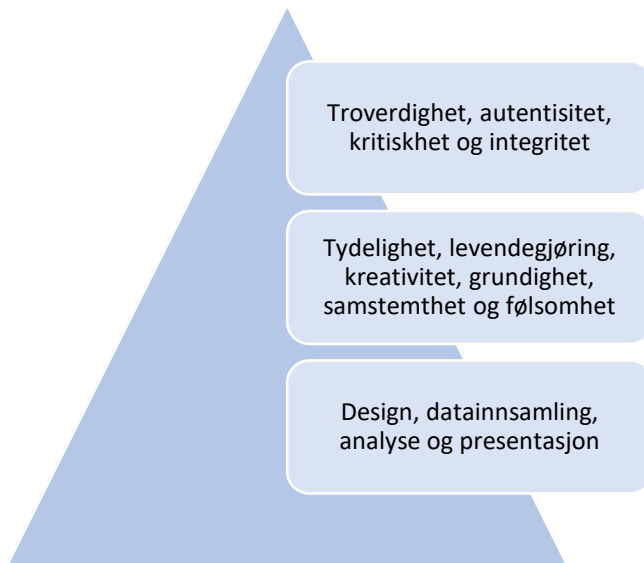 Troverdighet, autentisitet,
kritiskhet og integritet
Tydelighet, levendegjøring,
kreativitet, grundighet,
samstemthet og følsomhet
Design, datainnsamling,
analyse og presentasjon